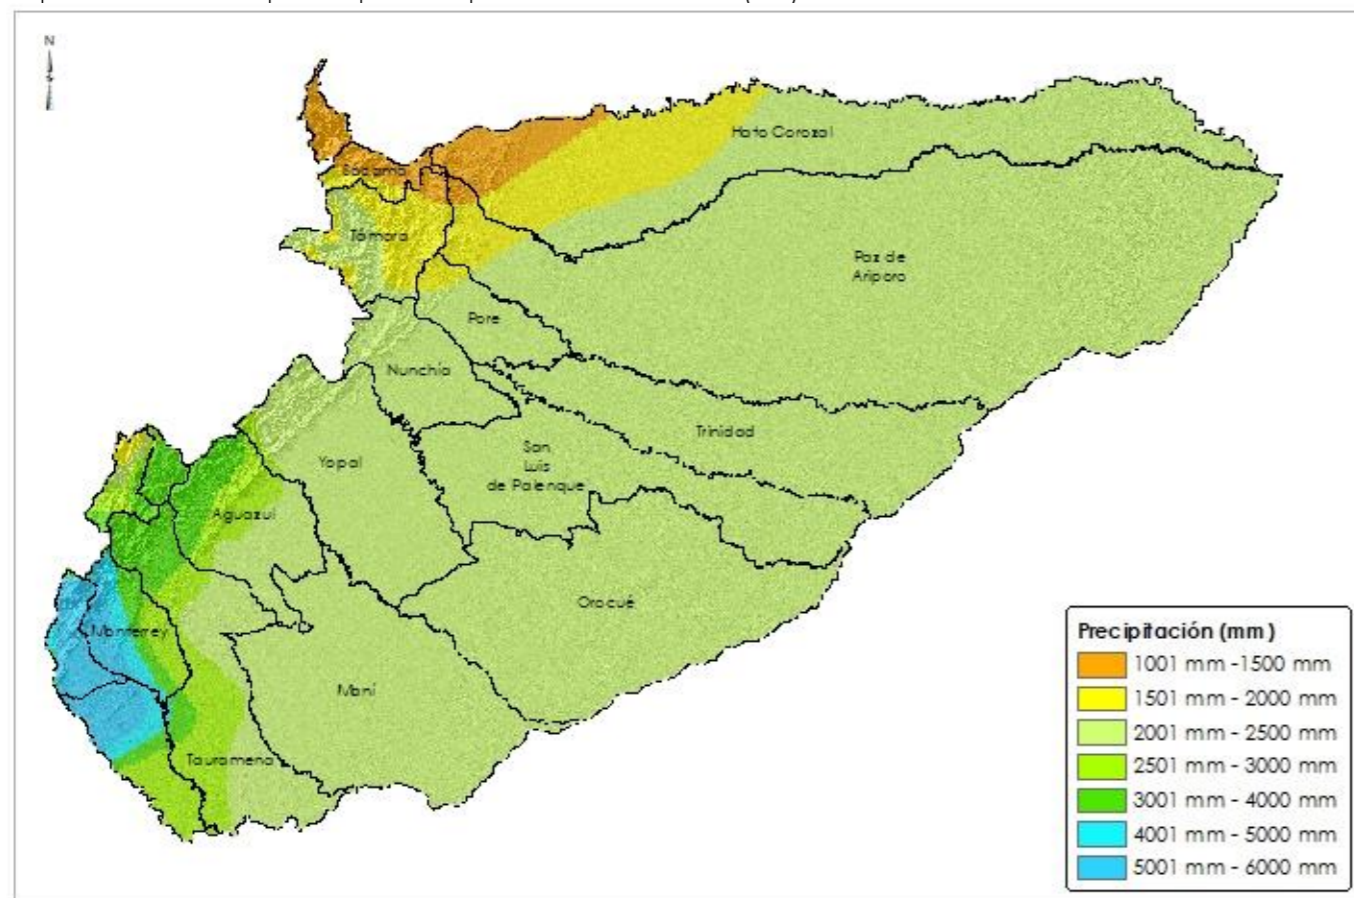 N
Hato Corozal
Sácama
Támara
Paz de
Ariporo
Pore
Nunchía
Trinidad
San
Luis
de Palenque
Yopal
Aguazul
Orocué
Monterrey
Maní
Tauramena
Precipitación (mm)
1001 mm -1500 mm
1501 mm - 2000 mm
2001 mm - 2500 mm
2501 mm - 3000 mm
3001 mm - 4000 mm
4001 mm - 5000 mm
5001 mm - 6000 mm